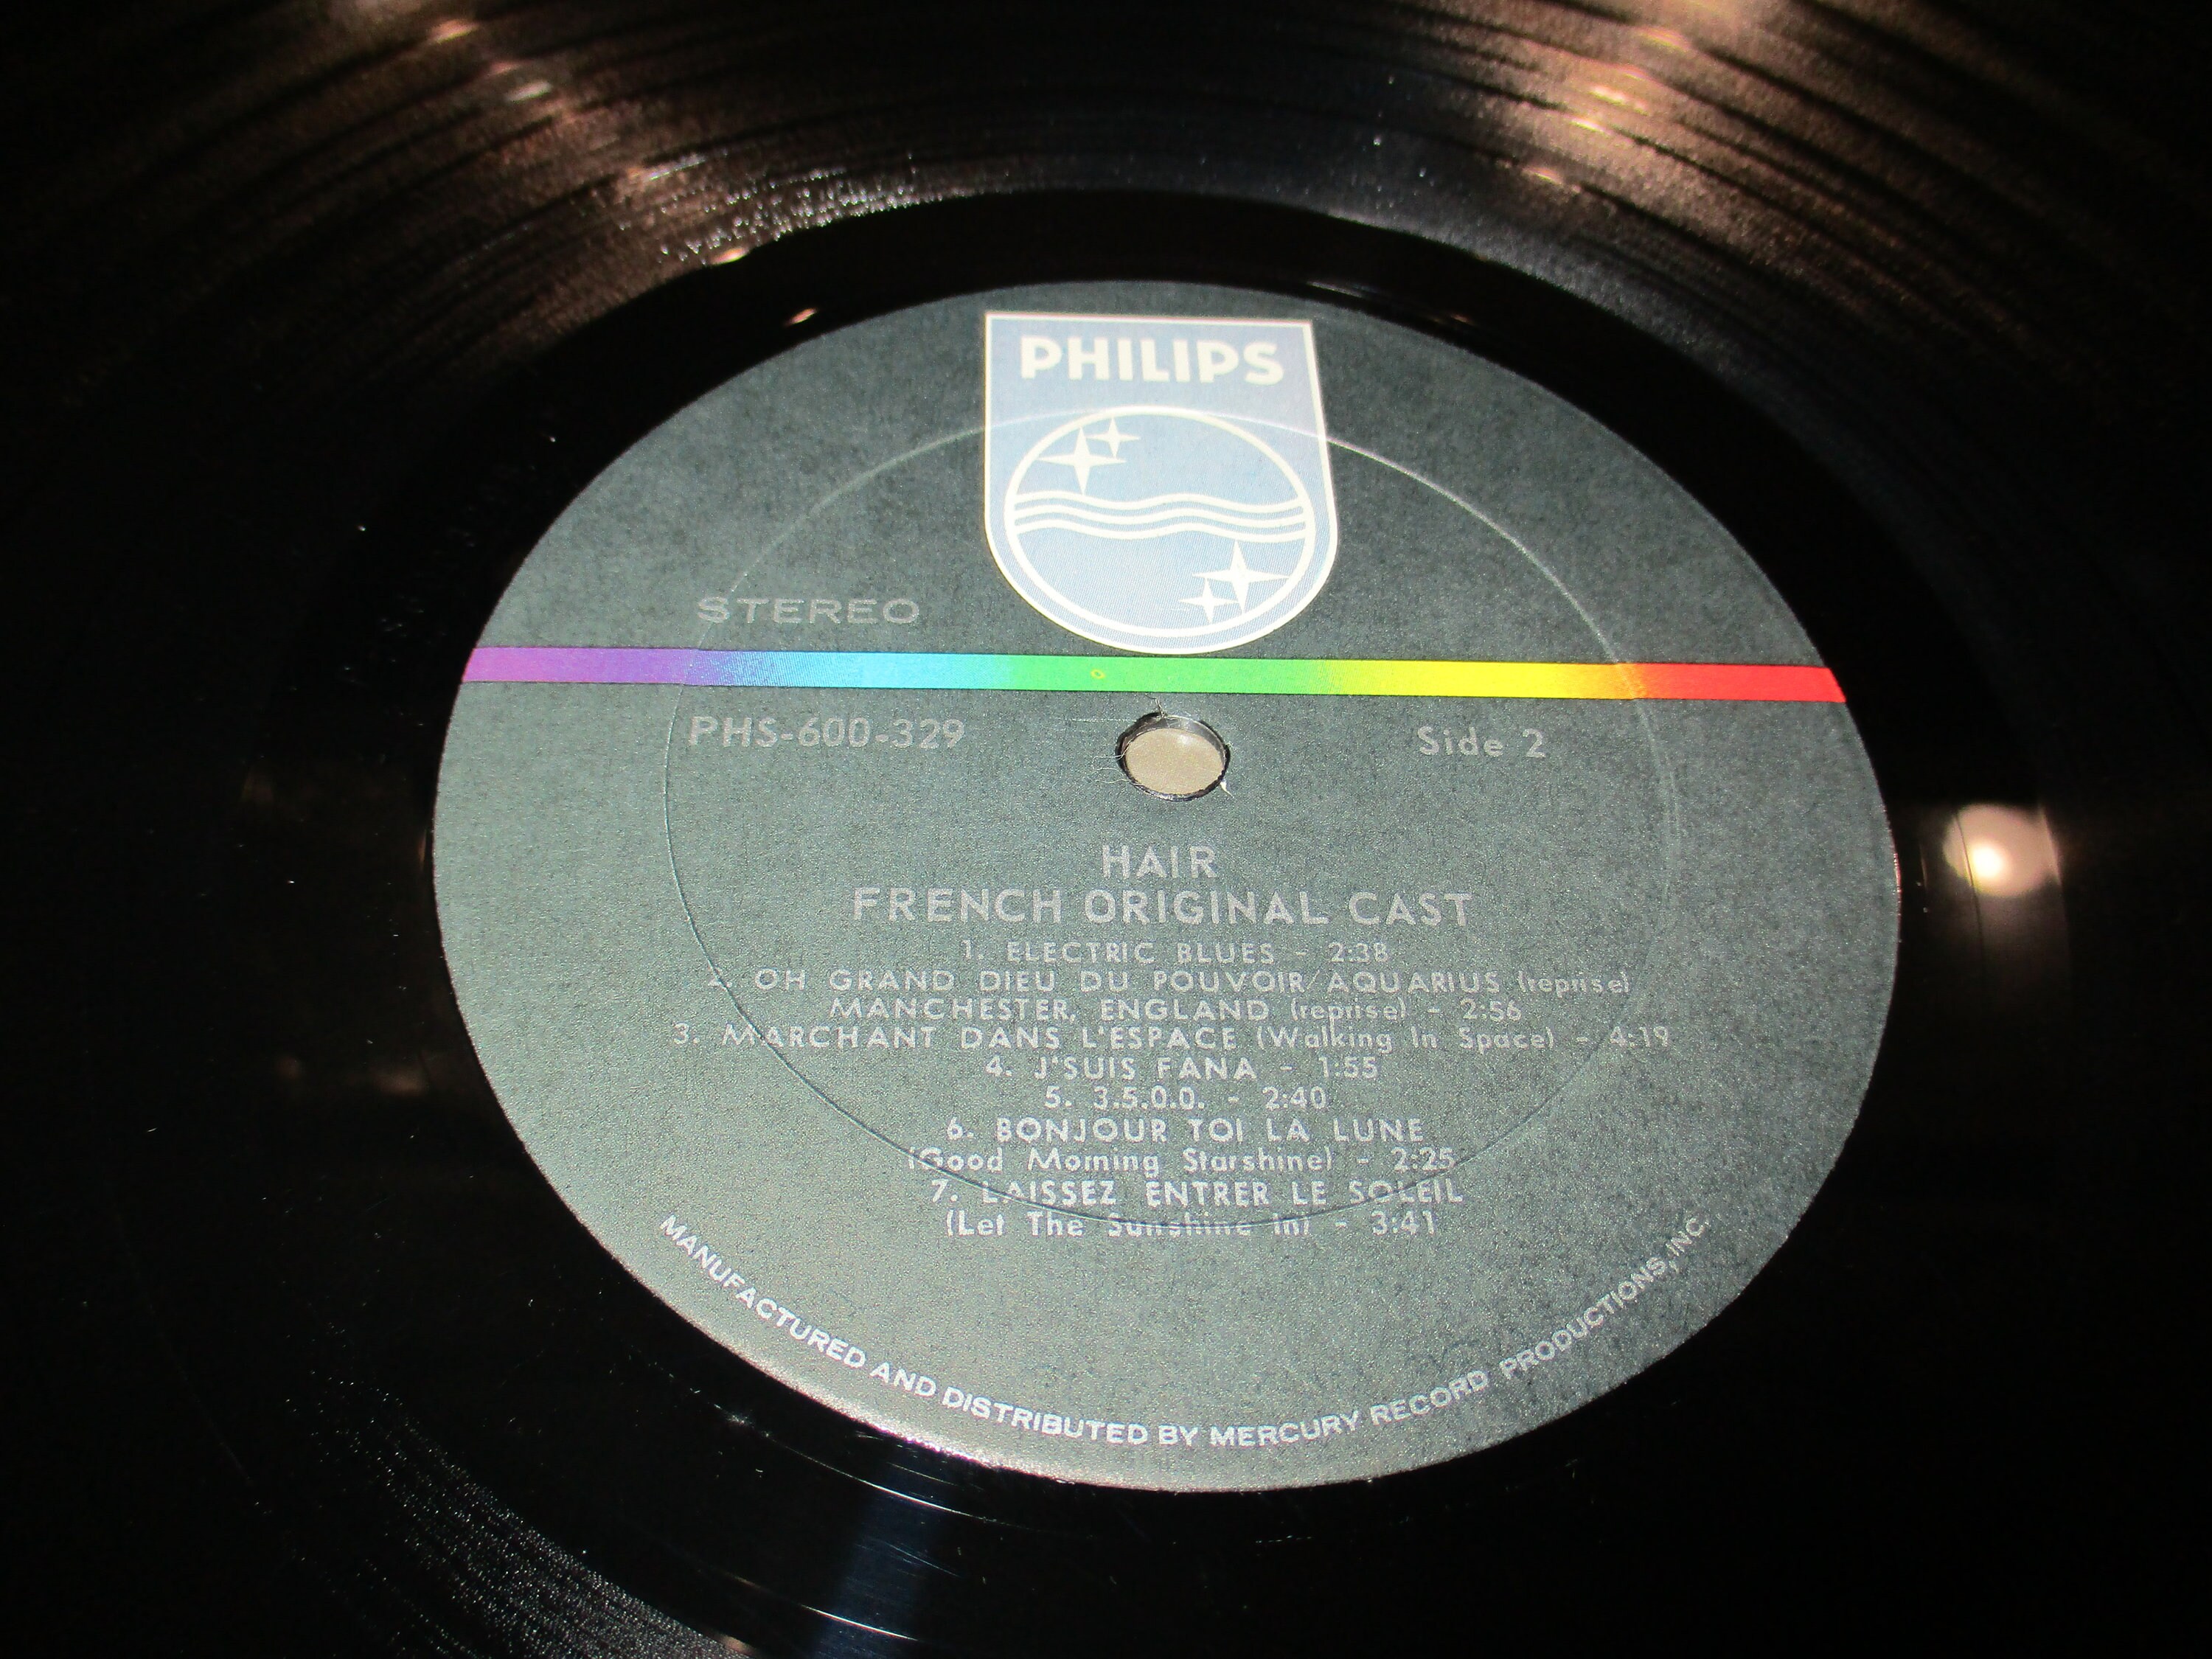 PHILIPS
STEREO
PHS-600-329
Side 2
HAIR
FRENCH ORIGINAL CAST
1. ELECTRIC BLUES - 2:38
2. OH GRAND DIEU DU POUVOIR/AQUARIUS (reprise)
MANCHESTER, ENGLAND (reprise) - 2:56
3. MARCHANT DANS L'ESPACE (Walking In Space) - 4:19
4. J'SUIS FANA - 1:55
5. 3.5.0.0. - 2:40
6. BONJOUR TOI LA LUNE
(Good Morning Starshine) - 2:25
7. LAISSEZ ENTRER LE SOLEIL
(Let The Sunshine In) - 3:41
MANUFACTURED AND DISTRIBUTED BY MERCURY RECORD PRODUCTIONS, INC.